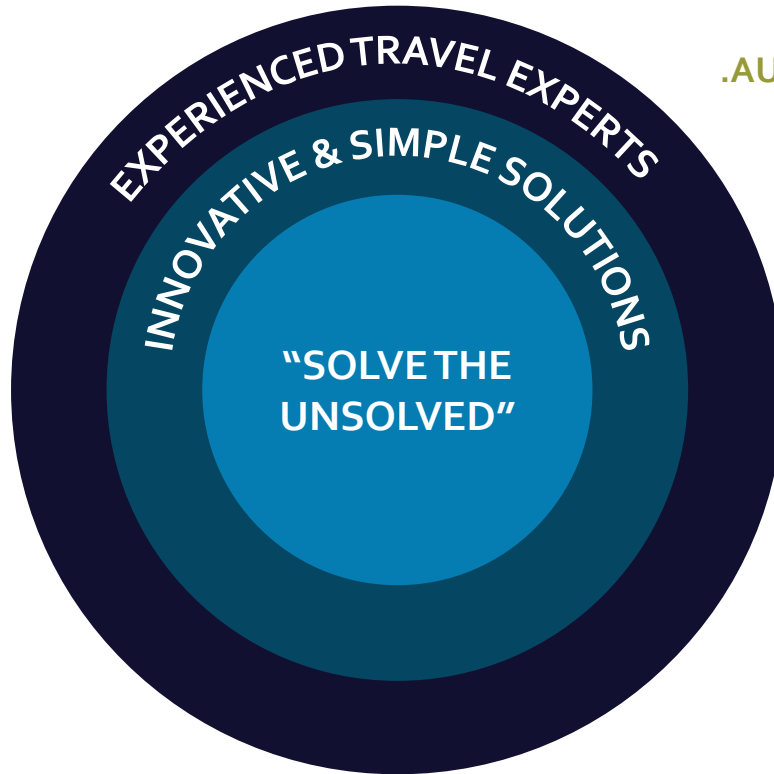 EXPERIENCED TRAVEL EXPERTS
.AU
INNOVATIVE & SIMPLE SOLUTIONS
“SOLVE THE
UNSOLVED”